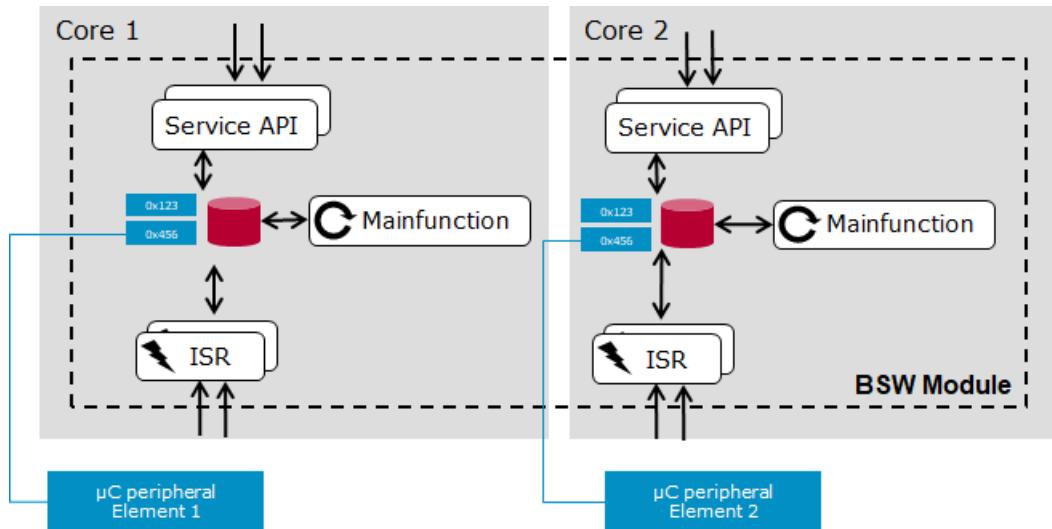 Core 1
Service API
0x123
0x456
Mainfunction
ISR
µC peripheral
Element 1
Core 2
Service API
0x123
0x456
Mainfunction
ISR
BSW Module
µC peripheral
Element 2